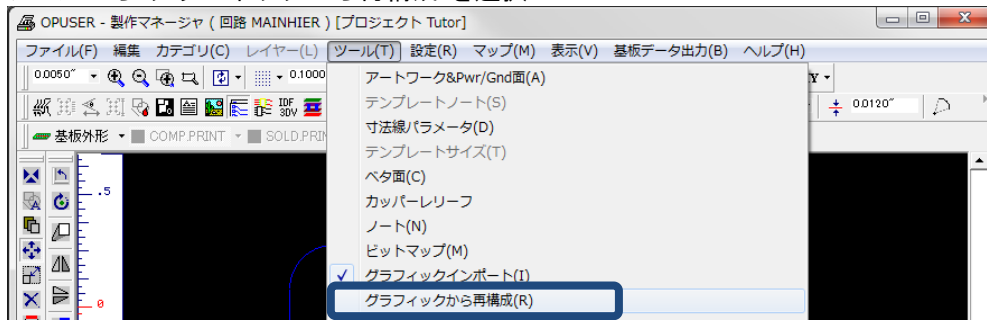 OPUSER - 製作マネージャ ( 回路 MAINHIER ) [プロジェクト Tutor]
ファイル(F) 編集 カテゴリ(C) レイヤー(L) ツール(T) 設定(R) マップ(M) 表示(V) 基板データ出力(B) ヘルプ(H)
0.0050" 0.1000
IDF 3DV 0.0120"
基板外形 COMP.PRINT SOLD.PRIN
アートワーク&Pwr/Gnd面(A)
テンプレートノート(S)
寸法線パラメータ(D)
テンプレートサイズ(T)
ベタ面(C)
カッパーレリーフ
ノート(N)
ビットマップ(M)
✓ グラフィックインポート(I)
グラフィックから再構成(R)
.5
0